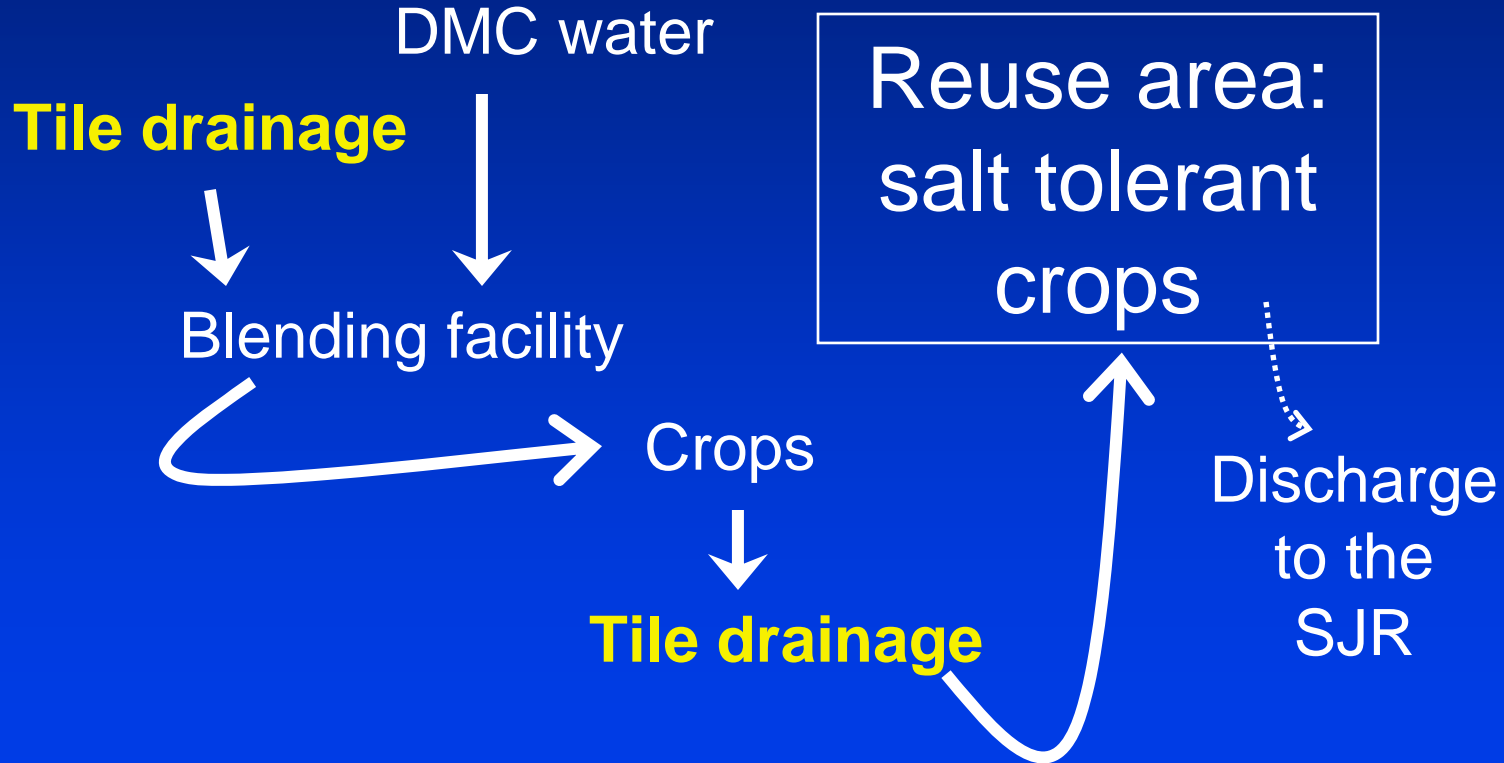 DMC water
Tile drainage
Blending facility
Crops
Tile drainage
Reuse area:
salt tolerant
crops
Discharge
to the
SJR